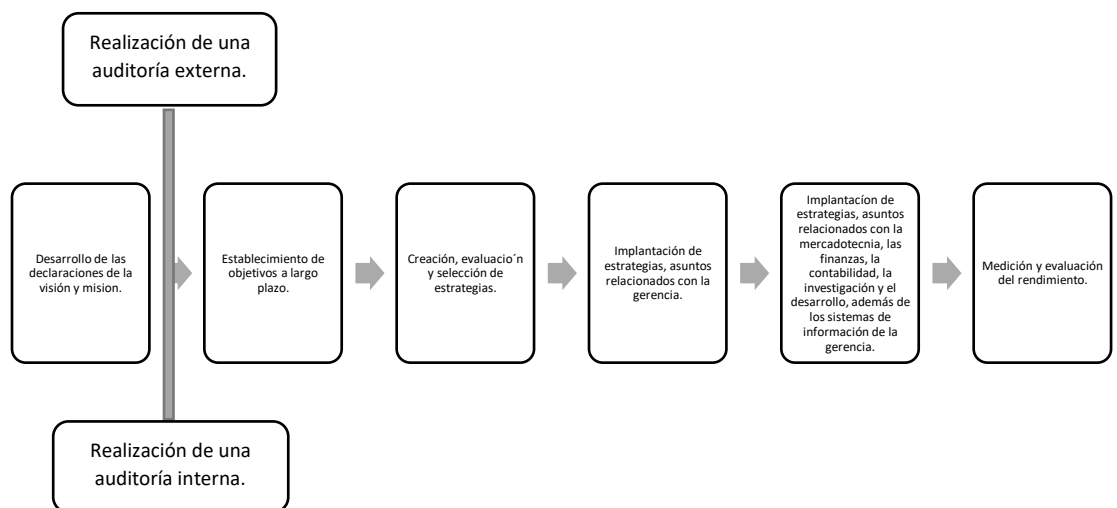 Realización de una
auditoría externa.
Desarrollo de las
declaraciones de la
visión y mision.
Establecimiento de
objetivos a largo
plazo.
Creación, evaluacio´n
y selección de
estrategias.
Implantación de
estrategias, asuntos
relacionados con la
gerencia.
Implantacíon de
estrategias, asuntos
relacionados con la
mercadotecnia, las
finanzas, la
contabilidad, la
investigación y el
desarrollo, además de
los sistemas de
información de la
gerencia.
Medición y evaluación
del rendimiento.
Realización de una
auditoría interna.